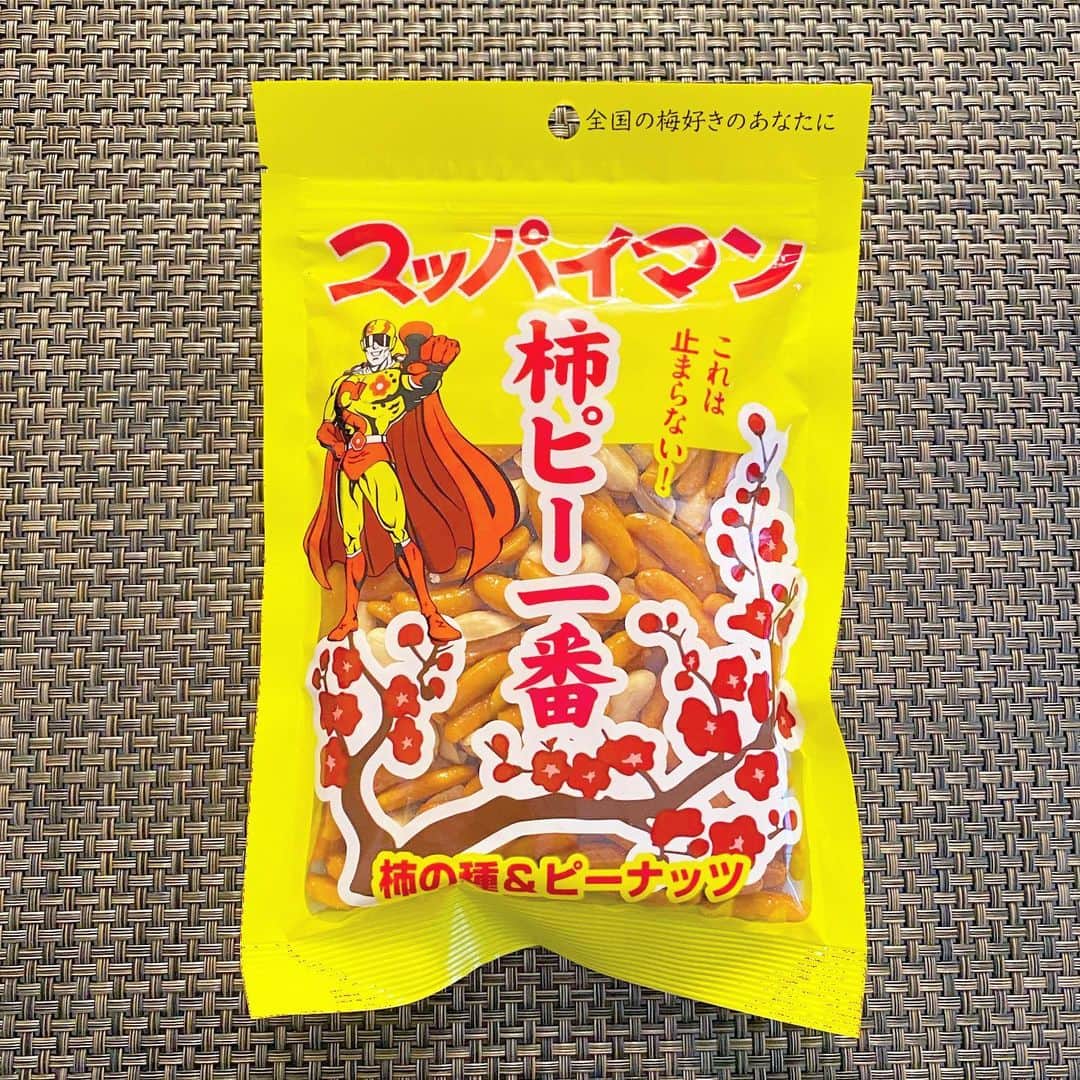 全国の梅好きのあなたに
スッパイマン
柿ピー一番
これは
止まらない!
柿の種&ピーナッツ